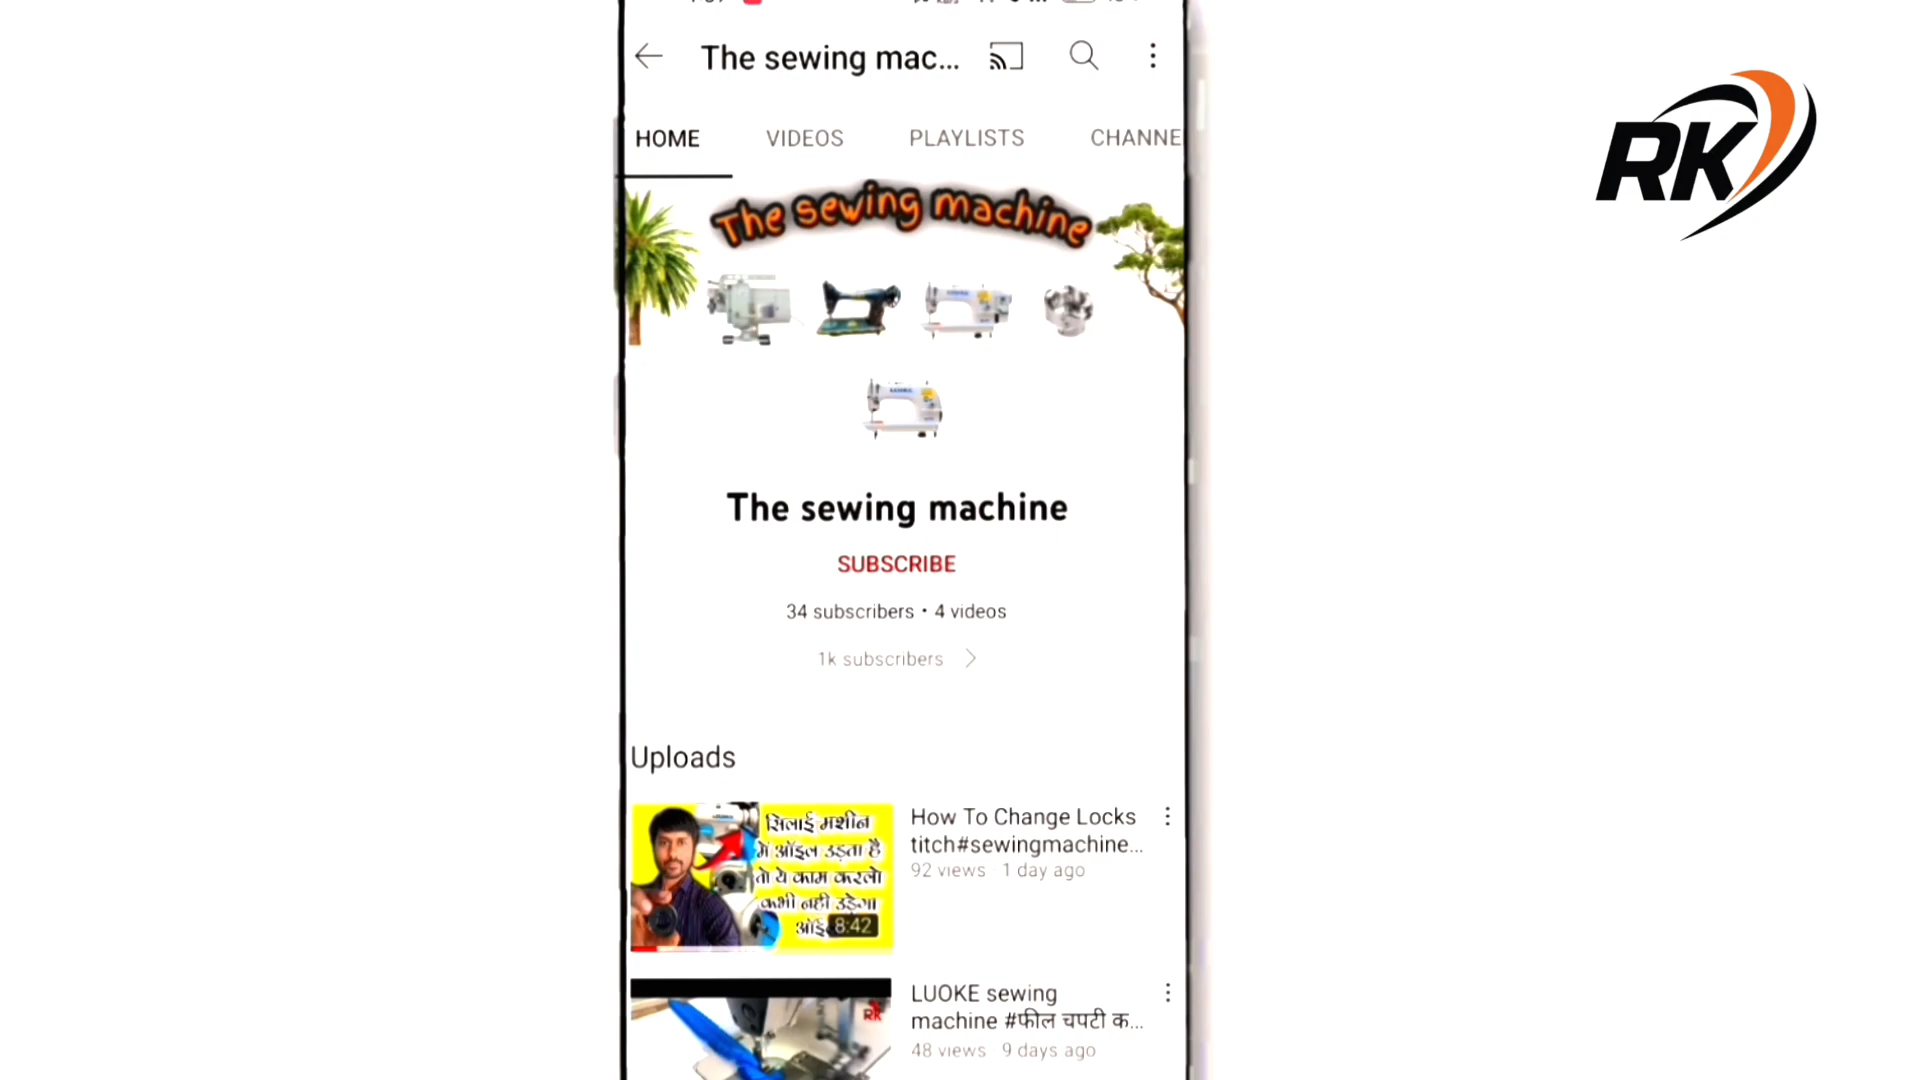 The sewing mac...
RK
HOME VIDEOS PLAYLISTS CHANNE
The sewing machine
The sewing machine
SUBSCRIBE
34 subscribers • 4 videos
1k subscribers
Uploads
सिलाई मशीन
में ऑइल उड़ता है
तो ये काम करलो
कभी नही उड़ेगा
8:42
How To Change Locks
titch#sewingmachine...
92 views 1 day ago
RK
LUOKE sewing
machine #फील चपटी क...
48 views 9 days ago